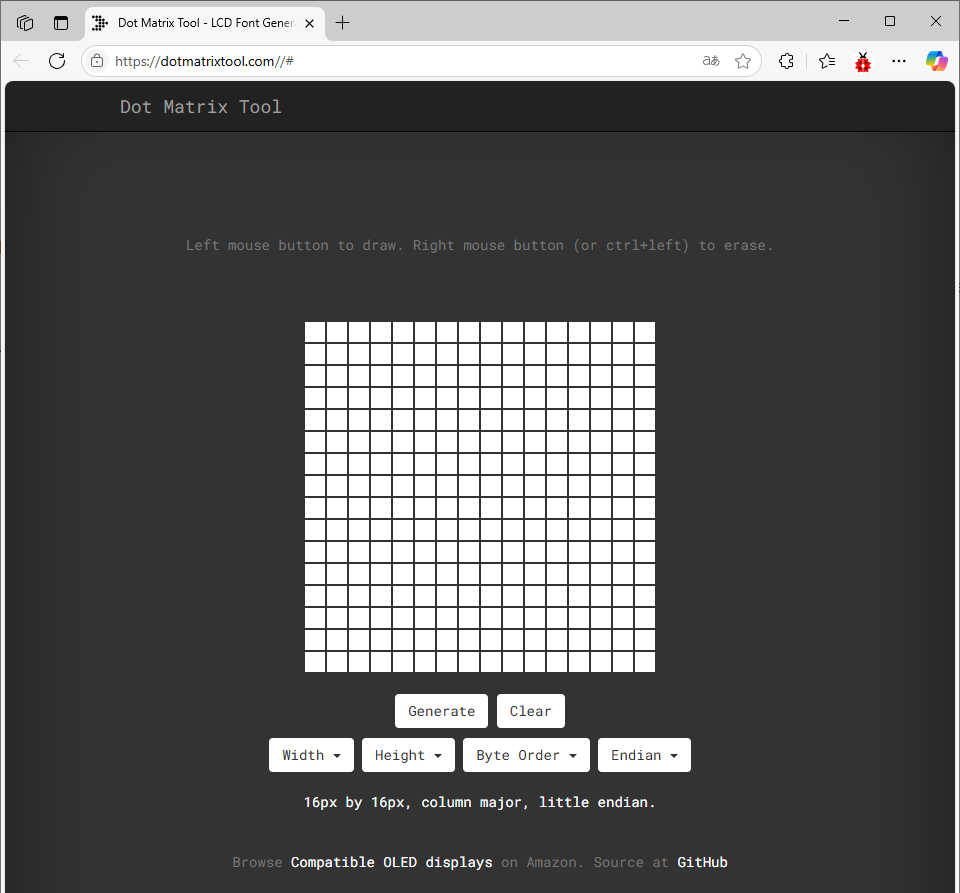 Dot Matrix Tool - LCD Font Gener
https://dotmatrixtool.com//#
aあ
Dot Matrix Tool
Left mouse button to draw. Right mouse button (or ctrl+left) to erase.
Generate Clear
Width Height Byte Order Endian
16px by 16px, column major, little endian.
Browse Compatible OLED displays on Amazon. Source at GitHub